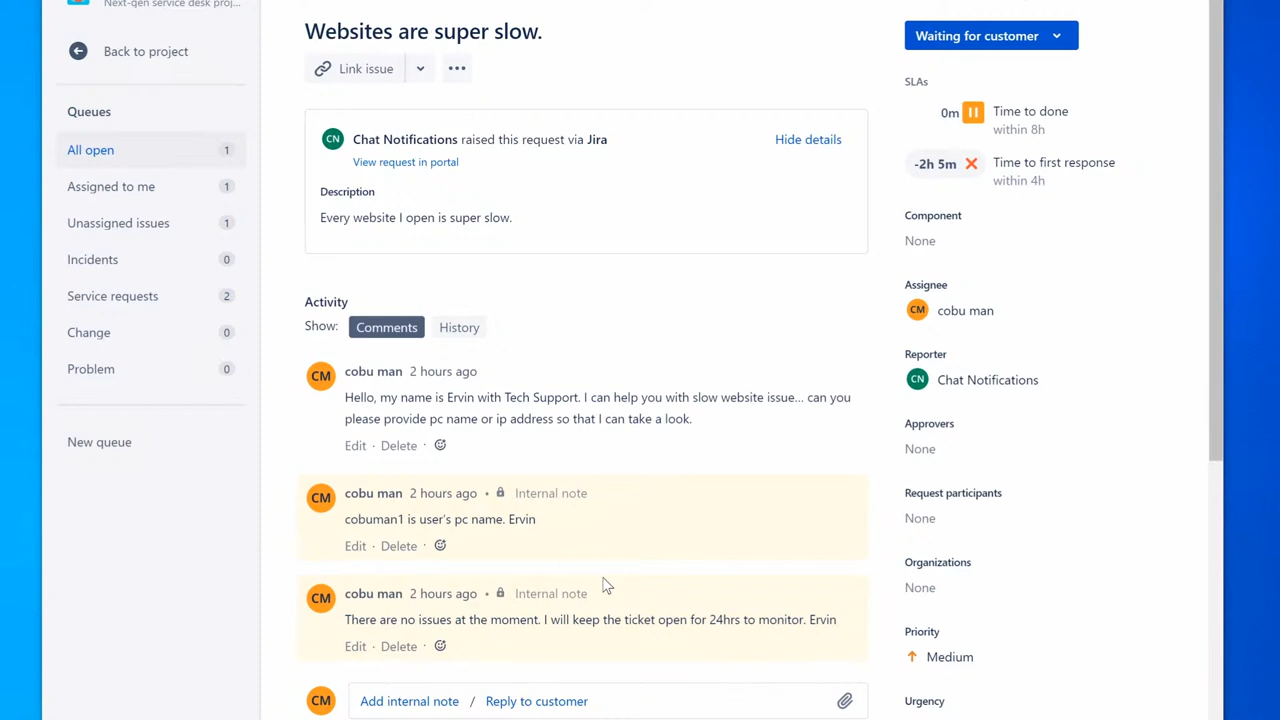 Next-gen service desk proj...
Back to project
Queues
All open 1
Assigned to me 1
Unassigned issues 1
Incidents 0
Service requests 2
Change 0
Problem 0
New queue
Websites are super slow.
Link issue
CN Chat Notifications raised this request via Jira Hide details
View request in portal
Description
Every website I open is super slow.
Activity
Show: Comments History
CM cobu man 2 hours ago
Hello, my name is Ervin with Tech Support. I can help you with slow website issue... can you
please provide pc name or ip address so that I can take a look.
Edit · Delete ·
CM cobu man 2 hours ago • Internal note
cobuman1 is user's pc name. Ervin
Edit · Delete ·
CM cobu man 2 hours ago • Internal note
There are no issues at the moment. I will keep the ticket open for 24hrs to monitor. Ervin
Edit · Delete ·
CM Add internal note / Reply to customer
Waiting for customer
SLAs
0m Time to done
within 8h
-2h 5m Time to first response
within 4h
Component
None
Assignee
CM cobu man
Reporter
CN Chat Notifications
Approvers
None
Request participants
None
Organizations
None
Priority
Medium
Urgency